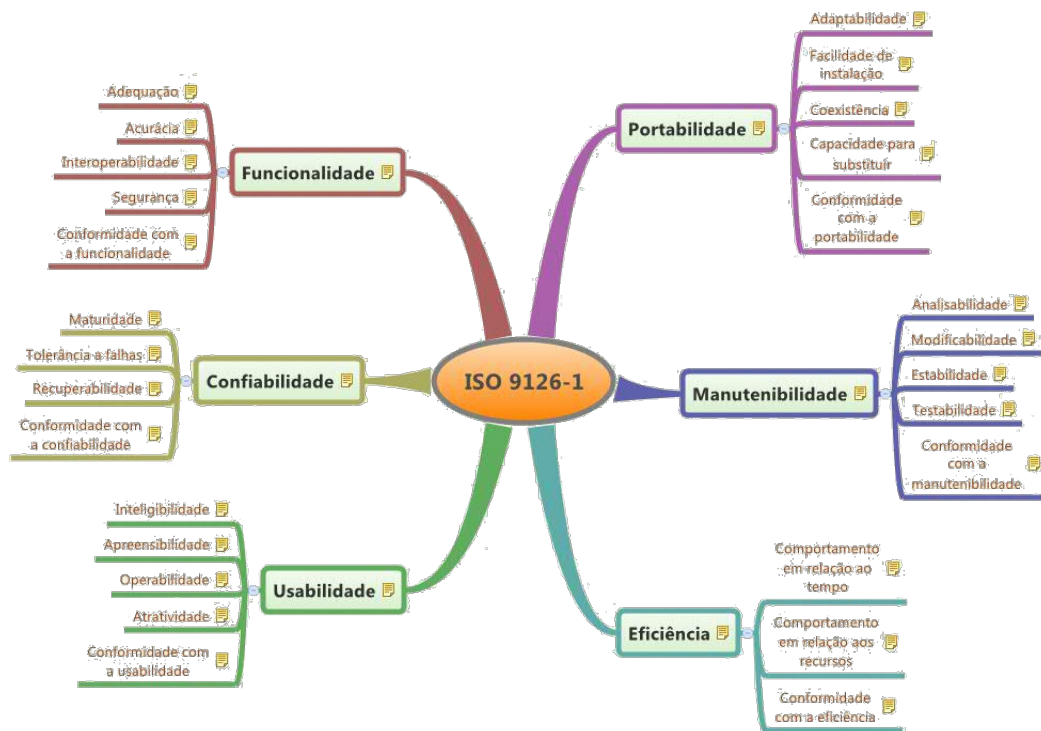 Adequação
Acurácia
Interoperabilidade
Segurança
Conformidade com
a funcionalidade
Funcionalidade
Maturidade
Tolerância a falhas
Recuperabilidade
Conformidade com
a confiabilidade
Confiabilidade
Inteligibilidade
Apreensibilidade
Operabilidade
Atratividade
Conformidade com
a usabilidade
Usabilidade
ISO 9126-1
Portabilidade
Adaptabilidade
Facilidade de
instalação
Coexistência
Capacidade para
substituir
Conformidade
com a
portabilidade
Manutenibilidade
Analisabilidade
Modificabilidade
Estabilidade
Testabilidade
Conformidade
com a
manutenibilidade
Eficiência
Comportamento
em relação ao
tempo
Comportamento
em relação aos
recursos
Conformidade
com a eficiência